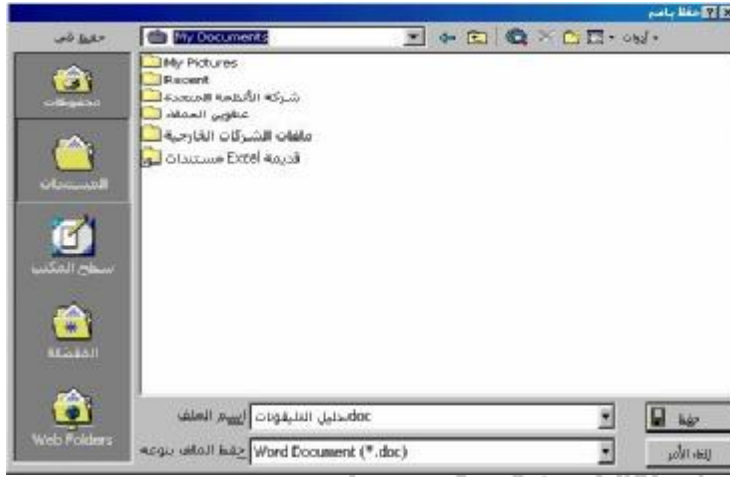 حفظ باسم
حفظ في
My Documents
أدوات
محفوظات
المستندات
سطح المكتب
المفضلة
Web Folders
My Pictures
Recent
شركة الأنظمة المتحدة
عناوين العملاء
ملفات الشركات الخارجية
مستندات Excel قديمة
اسم الملف
دليل التليفونات.doc
حفظ
حفظ الملف بنوعه
Word Document (*.doc)
إلغاء الأمر